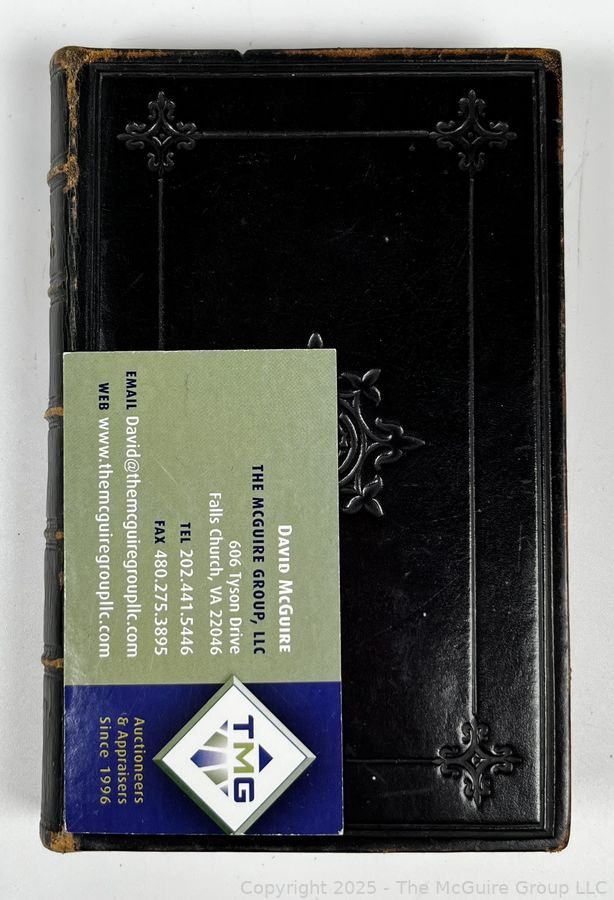 DAVID MCGUIRE
THE MCGUIRE GROUP, LLC
606 Tyson Drive
Falls Church, VA 22046
TEL 202.441.5446
FAX 480.275.3895
EMAIL David@themcguiregroupllc.com
WEB www.themcguiregroupllc.com
TMG
Auctioneers
& Appraisers
Since 1996
Copyright 2025 - The McGuire Group LLC